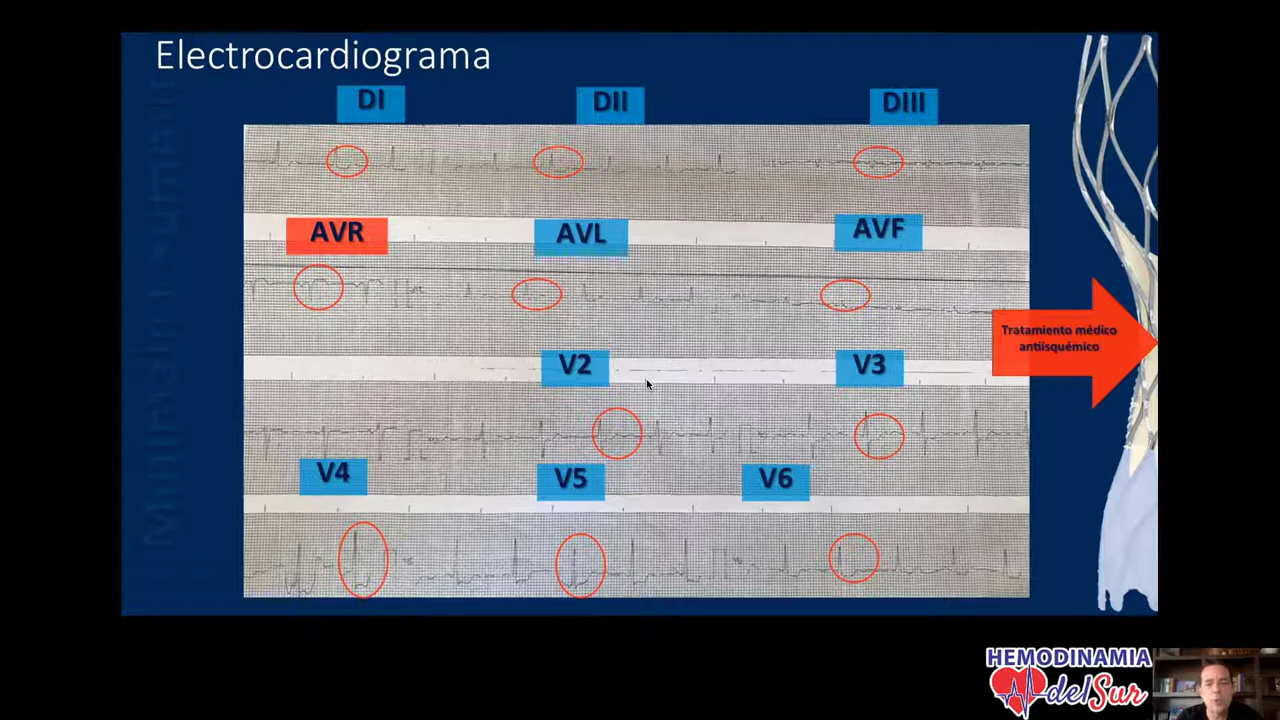 Electrocardiograma
DI
DII
DIII
AVR
AVL
AVF
Tratamiento médico
antiisquémico
V2
V3
V4
V5
V6
HEMODINAMIA
del Sur